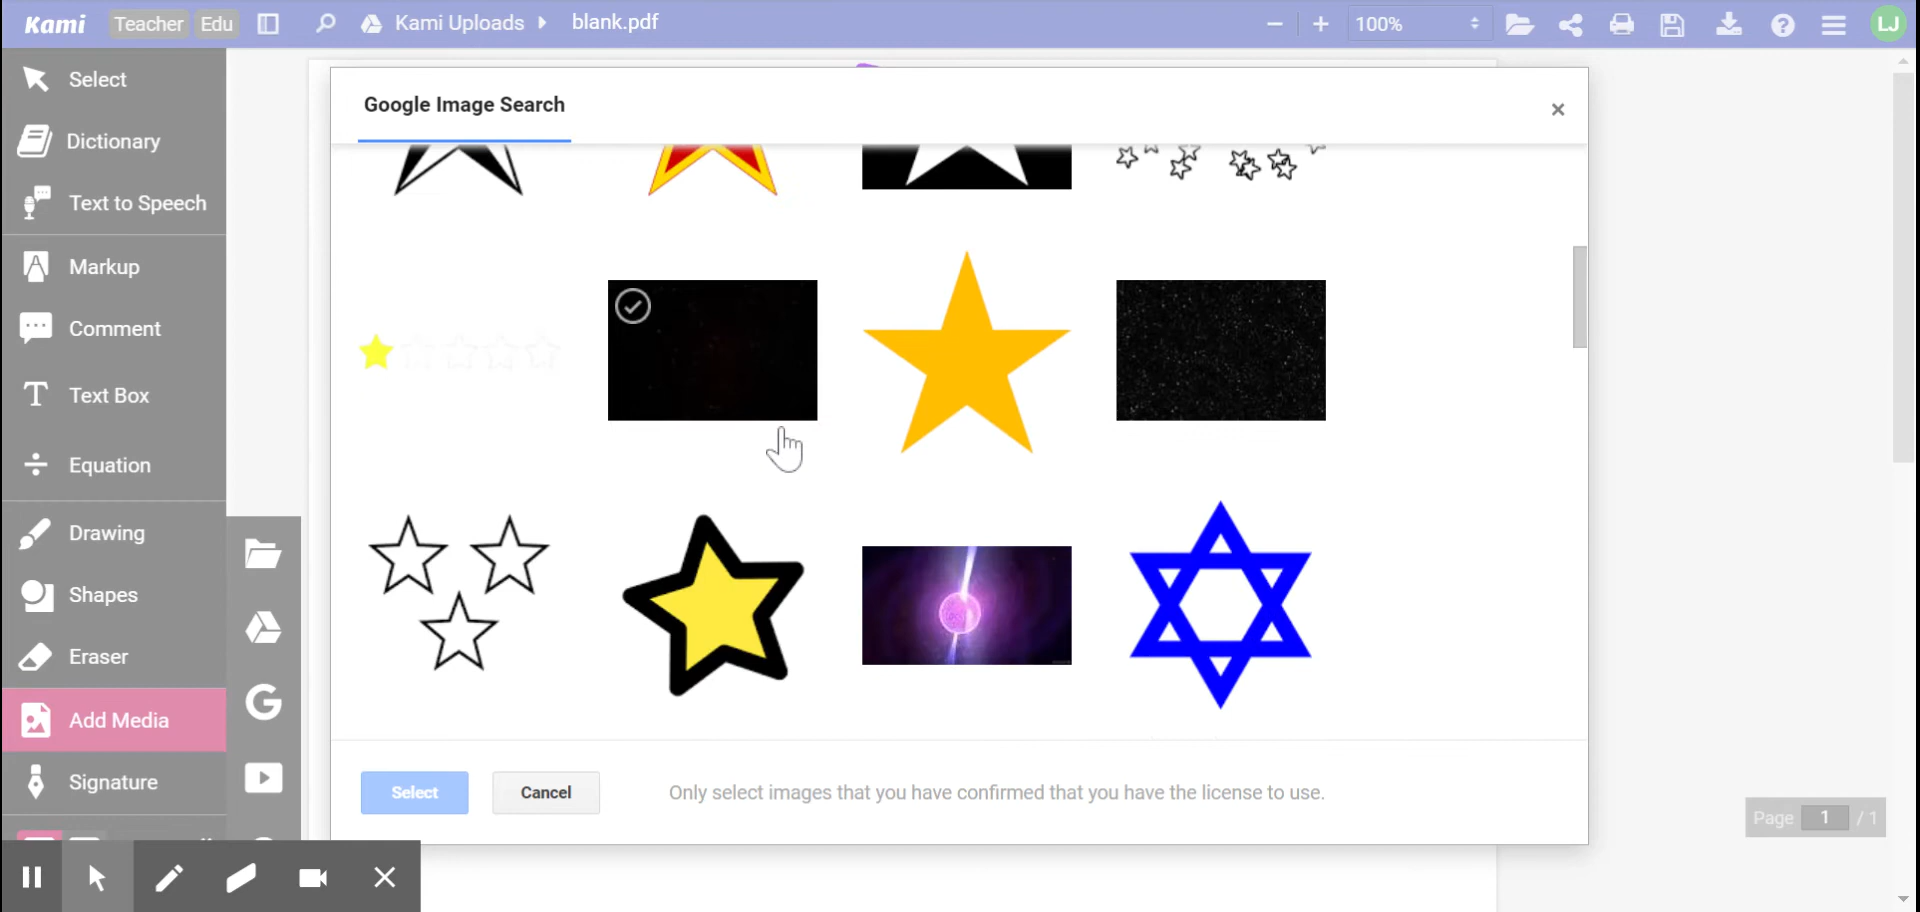 Kami Teacher Edu Kami Uploads blank.pdf 100% LJ
Select
Dictionary
Text to Speech
Markup
Comment
Text Box
Equation
Drawing
Shapes
Eraser
Add Media
Signature
Google Image Search
Select Cancel Only select images that you have confirmed that you have the license to use.
Page 1 / 1